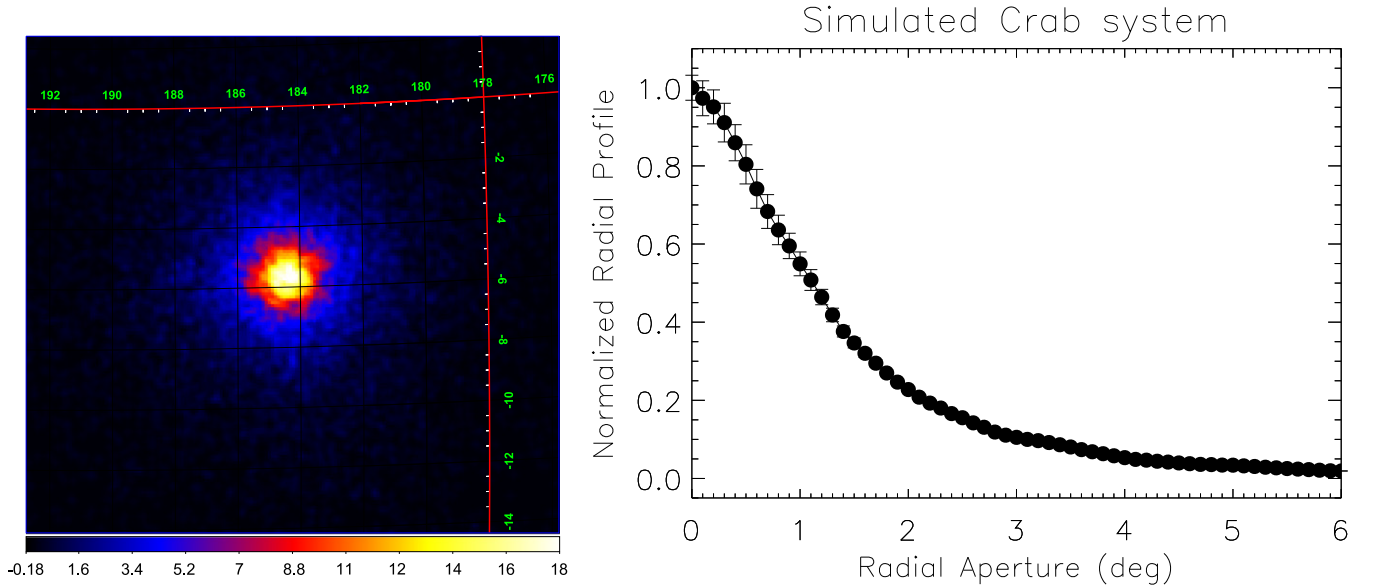 Simulated Crab system
192 190 188 186 184 182 180 178 176
-2
-4
-6
-8
-10
-12
-14
-0.18 1.6 3.4 5.2 7 8.8 11 12 14 16 18
Normalized Radial Profile
1.0
0.8
0.6
0.4
0.2
0.0
0 1 2 3 4 5 6
Radial Aperture (deg)